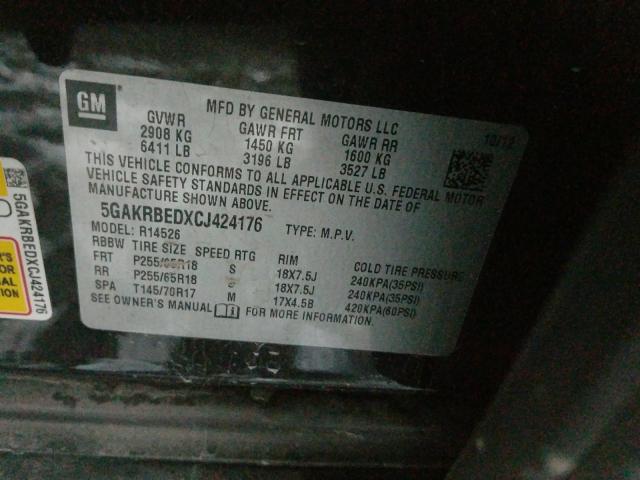 GM
MFD BY GENERAL MOTORS LLC
GVWR GAWR FRT GAWR RR 10/12
2908 KG 1450 KG 1600 KG
6411 LB 3196 LB 3527 LB
THIS VEHICLE CONFORMS TO ALL APPLICABLE U.S. FEDERAL MOTOR
VEHICLE SAFETY STANDARDS IN EFFECT ON THE DATE OF
MANUFACTURE SHOWN ABOVE.
5GAKRBEDXCJ424176 TYPE: M.P.V.
MODEL: R14526
RBBW TIRE SIZE SPEED RTG RIM COLD TIRE PRESSURE
FRT P255/65R18 S 18X7.5J 240KPA(35PSI)
RR P255/65R18 S 18X7.5J 240KPA(35PSI)
SPA T145/70R17 M 17X4.5B 420KPA(60PSI)
SEE OWNER'S MANUAL FOR MORE INFORMATION.
5GAKRBEDXCJ424176